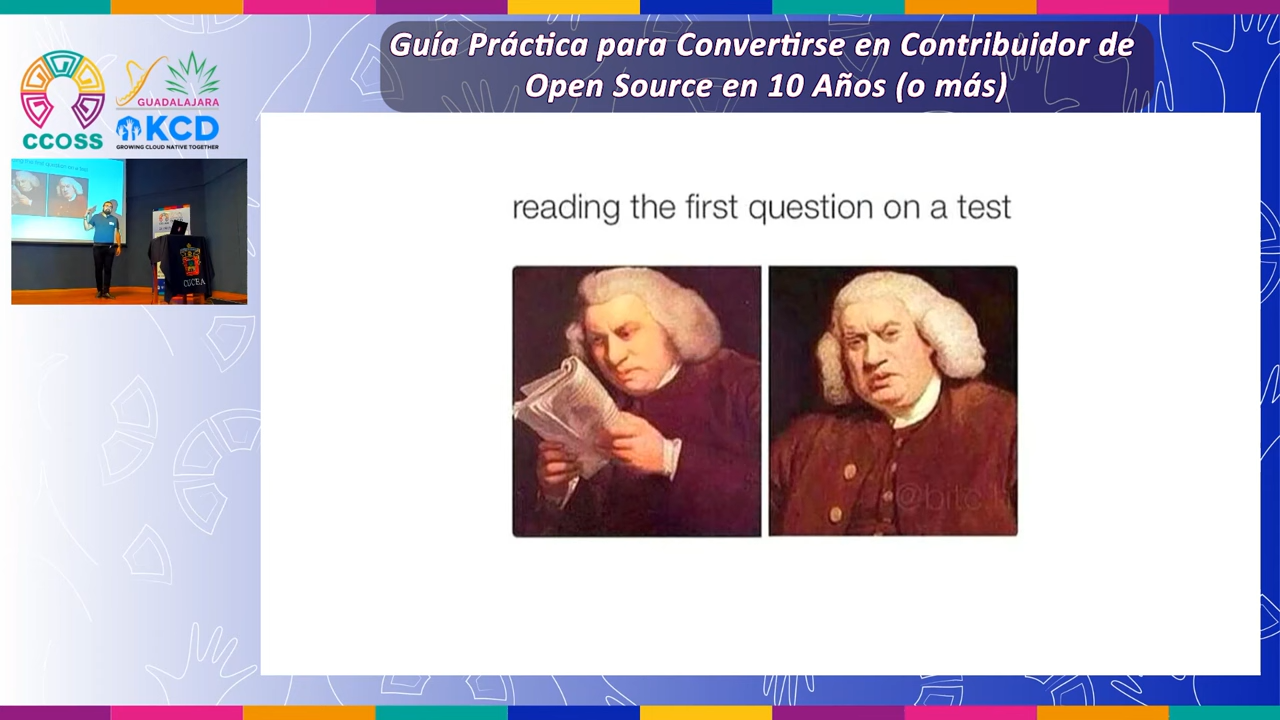 Guía Práctica para Convertirse en Contribuidor de
Open Source en 10 Años (o más)
CCOSS
GUADALAJARA
KCD
GROWING CLOUD NATIVE TOGETHER
reading the first question on a test
CUCHA